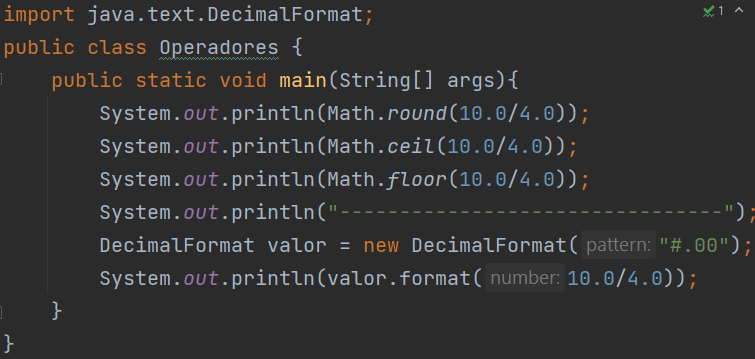 import java.text.DecimalFormat; 1
public class Operadores {
    public static void main(String[] args){
        System.out.println(Math.round(10.0/4.0));
        System.out.println(Math.ceil(10.0/4.0));
        System.out.println(Math.floor(10.0/4.0));
        System.out.println("--------------------------------");
        DecimalFormat valor = new DecimalFormat( pattern: "#.00");
        System.out.println(valor.format( number: 10.0/4.0));
    }
}